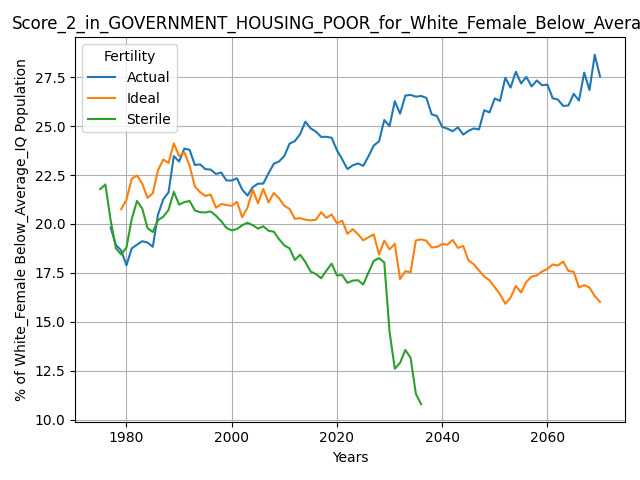 Score_2_in_GOVERNMENT_HOUSING_POOR_for_White_Female_Below_Avera
Fertility
Actual
Ideal
Sterile
% of White_Female Below_Average_IQ Population
27.5
25.0
22.5
20.0
17.5
15.0
12.5
10.0
1980
2000
2020
2040
2060
Years